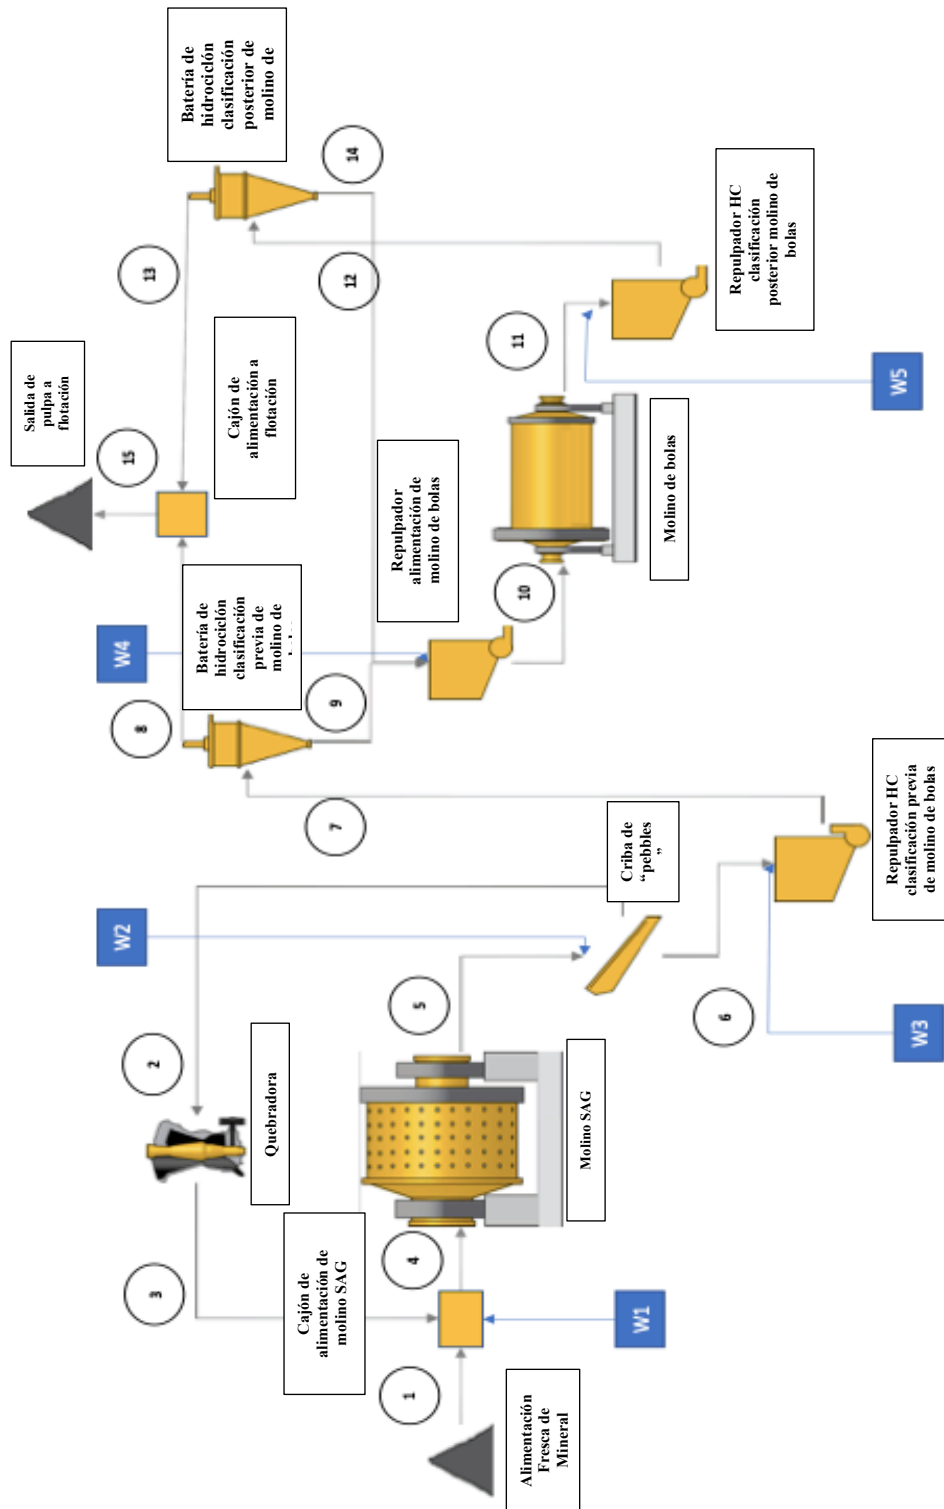 Batería de
hidrociclón
clasificación
posterior de
molino de
14
13
12
Salida de
pulpa a
flotación
15
Cajón de
alimentación a
flotación
11
Repulpador HC
clasificación
posterior molino de
bolas
W5
Repulpador
alimentación de
molino de bolas
Molino de bolas
10
W4
Batería de
hidrociclón
clasificación
previa de
molino de
8
9
7
Criba de
“pebbles
”
Repulpador HC
clasificación previa
de molino de bolas
W2
5
6
W3
2
Quebradora
Molino SAG
3
Cajón de
alimentación de
molino SAG
4
W1
1
Alimentación
Fresca de
Mineral